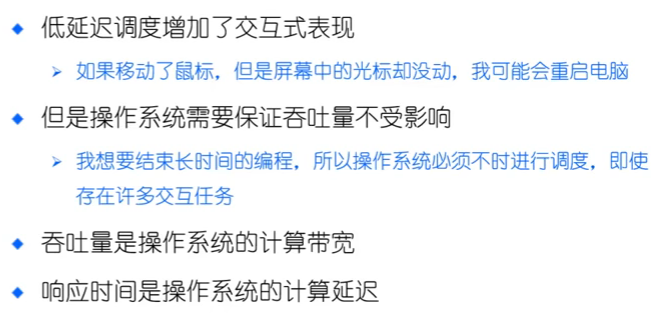 低延迟调度增加了交互式表现
如果移动了鼠标，但是屏幕中的光标却没动，我可能会重启电脑
但是操作系统需要保证吞吐量不受影响
我想要结束长时间的编程，所以操作系统必须不时进行调度，即使
存在许多交互任务
吞吐量是操作系统的计算带宽
响应时间是操作系统的计算延迟